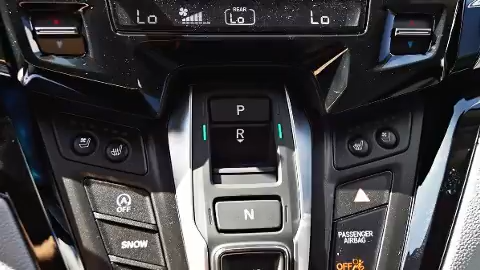 REAR
Lo Lo Lo
P
R
N
OFF
SNOW
PASSENGER
AIRBAG
OFF